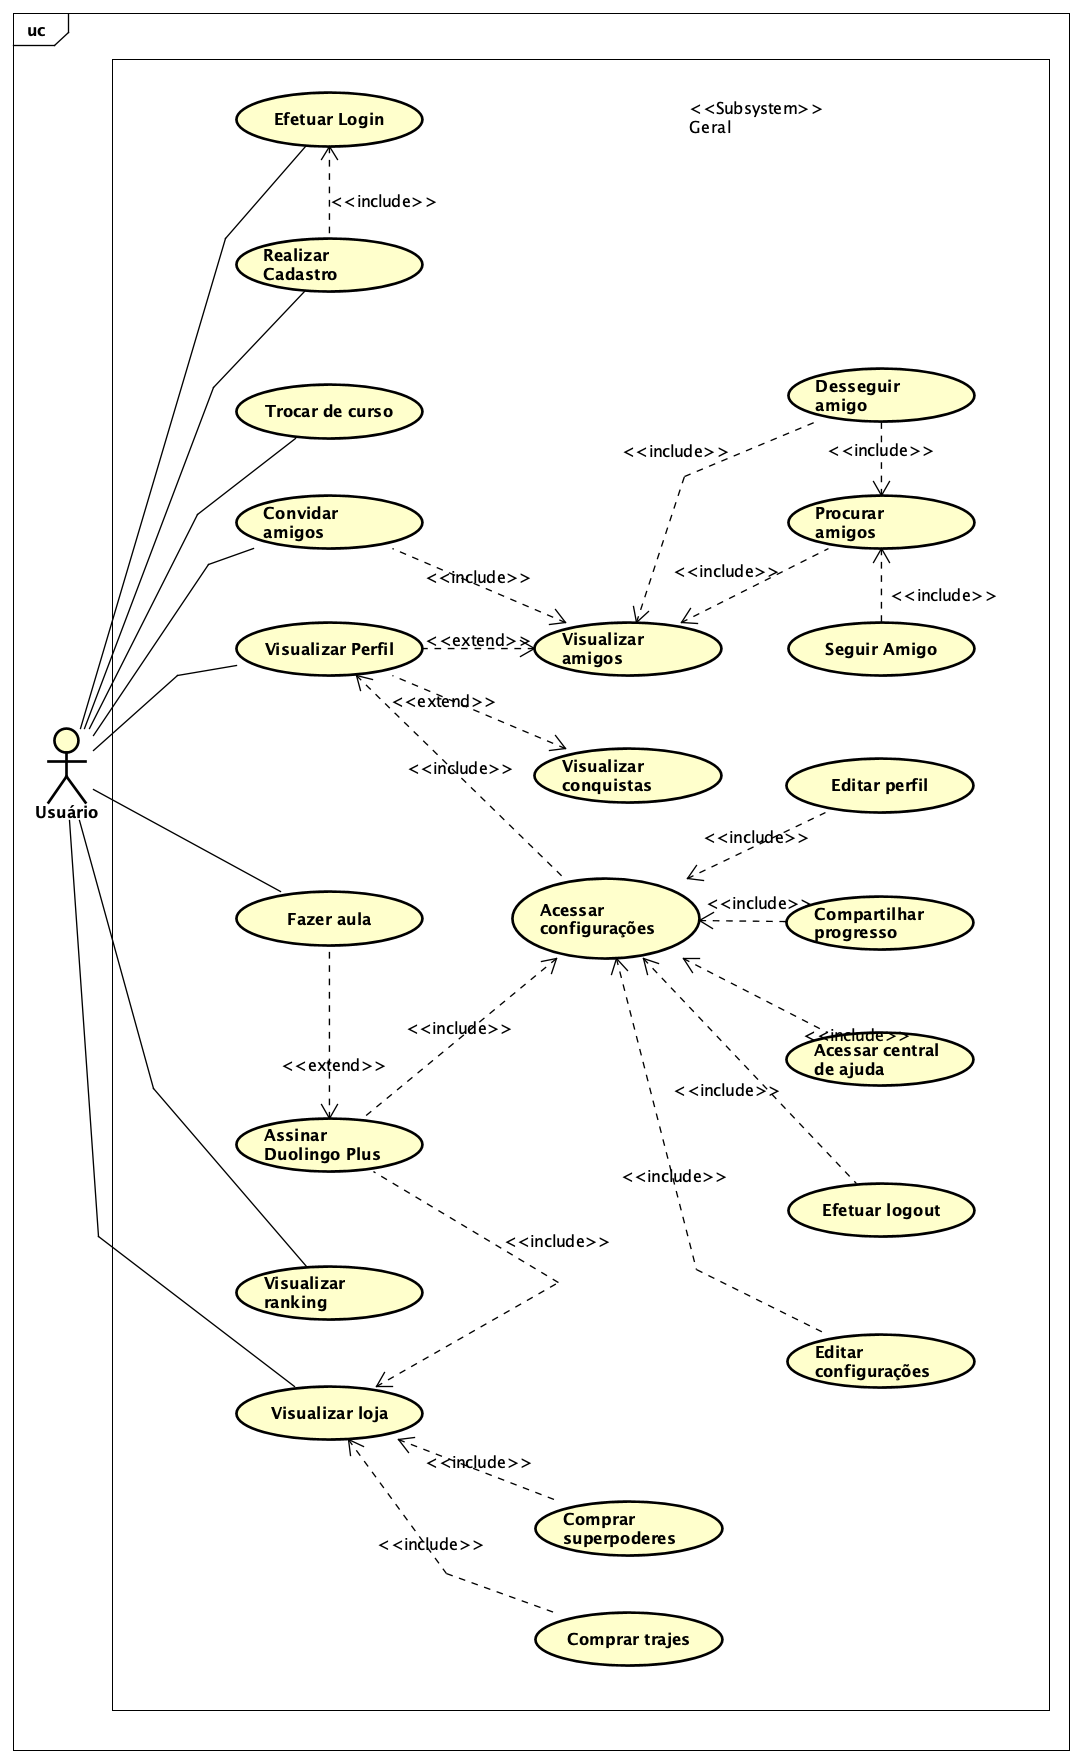 uc
<<Subsystem>>
Geral
Efetuar Login
<<include>>
Realizar
Cadastro
Desseguir
amigo
Trocar de curso
<<include>>
<<include>>
Convidar
amigos
Procurar
amigos
<<include>>
<<include>>
<<include>>
Visualizar Perfil
<<extend>>
Visualizar
amigos
Seguir Amigo
<<extend>>
<<include>>
Visualizar
conquistas
Editar perfil
Usuário
<<include>>
Fazer aula
Acessar
configurações
<<include>>
Compartilhar
progresso
<<include>>
<<include>>
Acessar central
de ajuda
<<extend>>
<<include>>
Assinar
Duolingo Plus
<<include>>
Efetuar logout
<<include>>
Visualizar
ranking
Editar
configurações
Visualizar loja
<<include>>
Comprar
superpoderes
<<include>>
Comprar trajes